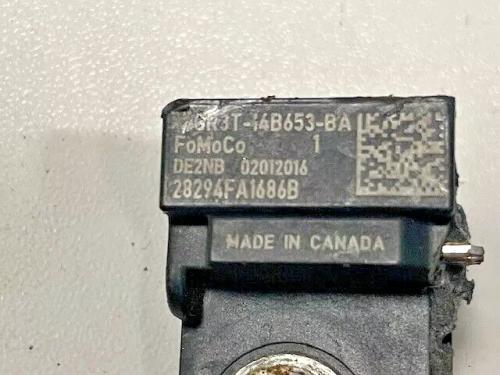 GR3T-14B653-BA
FoMoCo 1
DE2NB 02012016
28294FA1686B
MADE IN CANADA